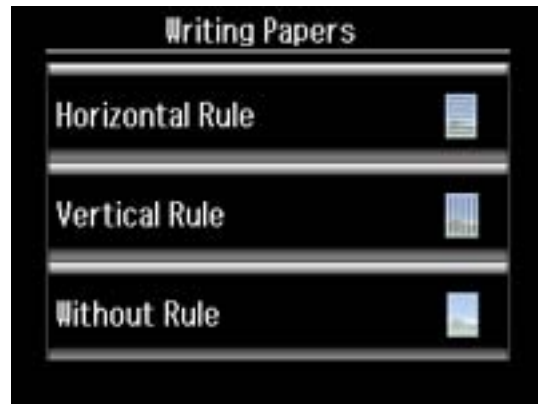 Writing Papers
Horizontal Rule
Vertical Rule
Without Rule